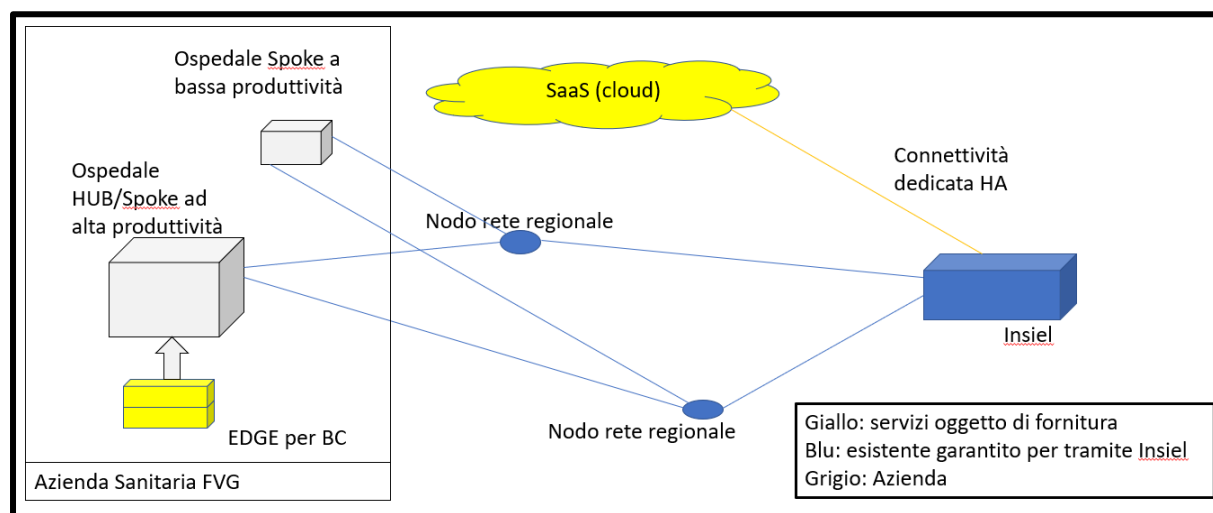 Ospedale Spoke a
bassa produttività
SaaS (cloud)
Connettività
dedicata HA
Ospedale
HUB/Spoke ad
alta produttività
Nodo rete regionale
Insiel
EDGE per BC
Nodo rete regionale
Giallo: servizi oggetto di fornitura
Blu: esistente garantito per tramite Insiel
Grigio: Azienda
Azienda Sanitaria FVG